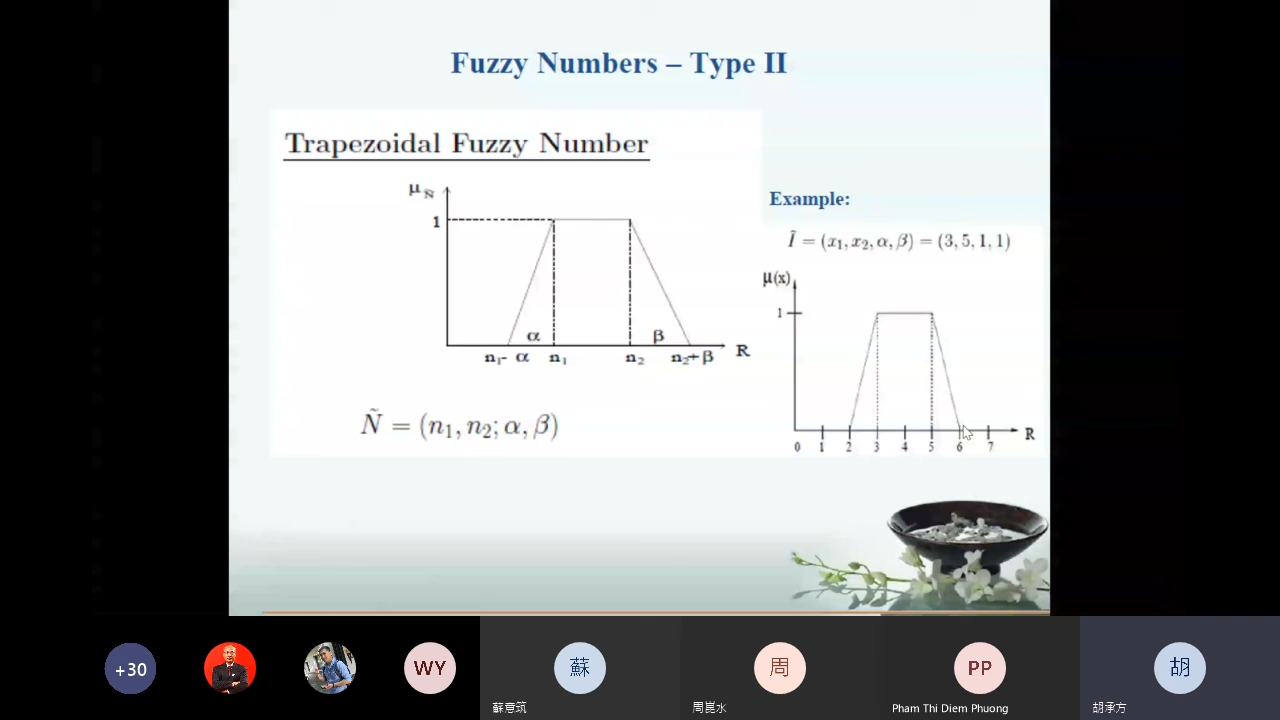 Fuzzy Numbers – Type II
Trapezoidal Fuzzy Number
μ_Ñ
1
α
β
n₁- α
n₁
n₂
n₂+β
R
Ñ = (n₁, n₂; α, β)
Example:
Ĩ = (x₁, x₂, α, β) = (3, 5, 1, 1)
μ(x)
1
0 1 2 3 4 5 6 7
R
+30
WY
蘇
蘇意筑
周
周崑水
PP
Pham Thi Diem Phuong
胡
胡承方